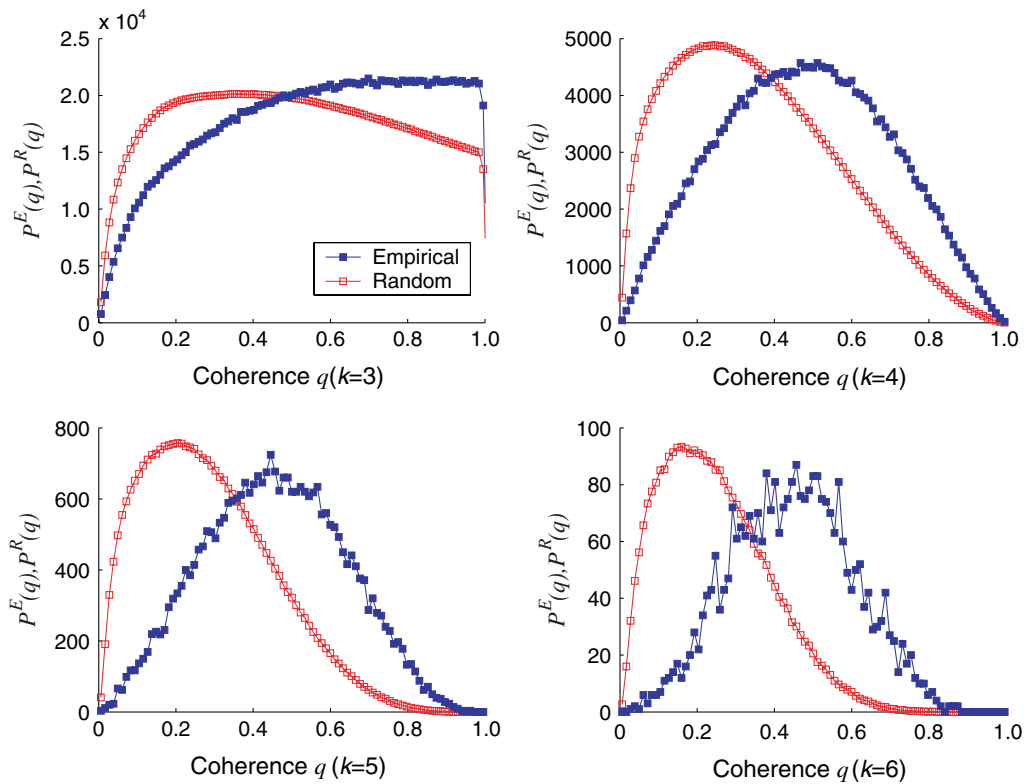 x 10⁴
2.5
2.0
1.5
1.0
0.5
0.0
0 0.2 0.4 0.6 0.8 1.0
P^E(q),P^R(q)
Coherence q(k=3)
Empirical
Random
5000
4000
3000
2000
1000
0
0 0.2 0.4 0.6 0.8 1.0
P^E(q),P^R(q)
Coherence q(k=4)
800
600
400
200
0
0 0.2 0.4 0.6 0.8 1.0
P^E(q),P^R(q)
Coherence q(k=5)
100
80
60
40
20
0
0 0.2 0.4 0.6 0.8 1.0
P^E(q),P^R(q)
Coherence q(k=6)